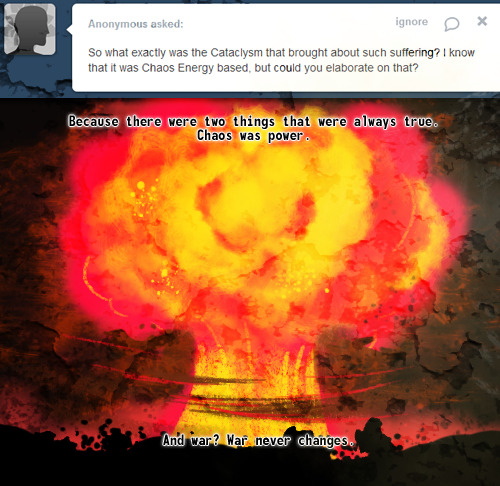 Anonymous asked:
ignore
So what exactly was the Cataclysm that brought about such suffering? I know
that it was Chaos Energy based, but could you elaborate on that?
Because there were two things that were always true.
Chaos was power.
And war? War never changes.